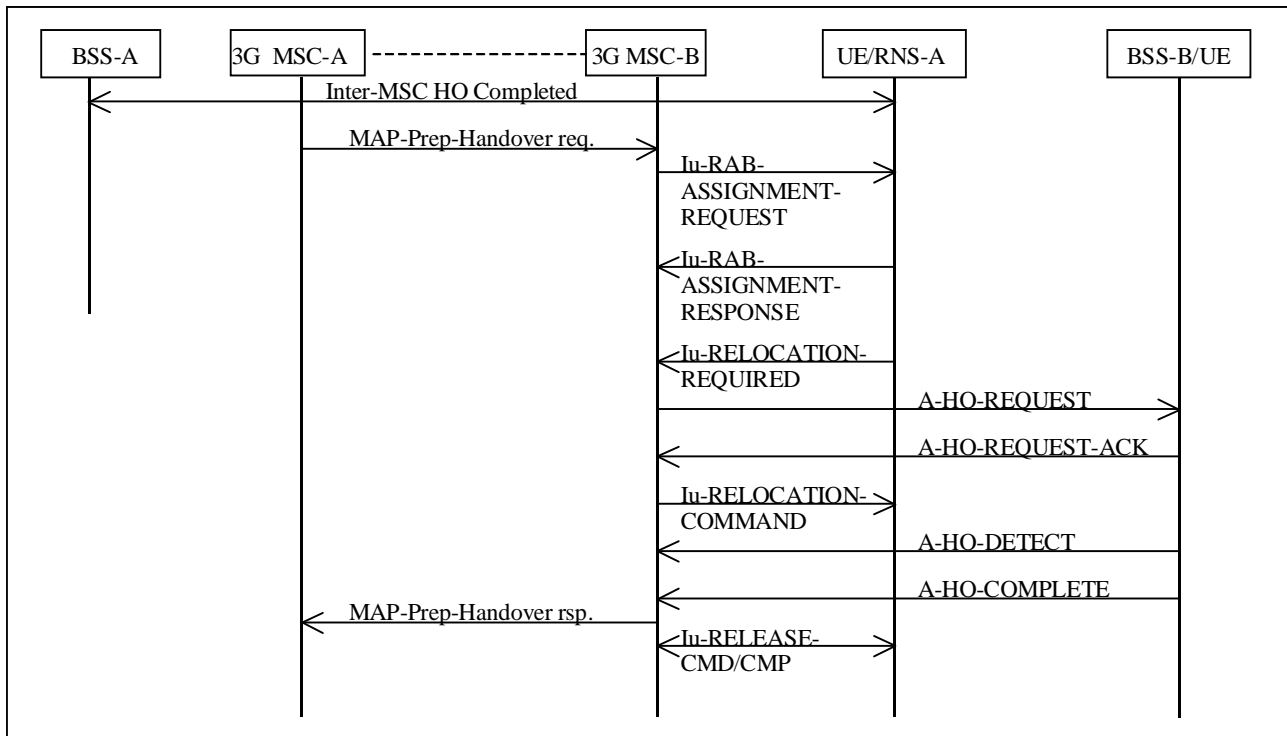 BSS-A
3G MSC-A
3G MSC-B
UE/RNS-A
BSS-B/UE
Inter-MSC HO Completed
MAP-Prep-Handover req.
Iu-RAB-
ASSIGNMENT-
REQUEST
Iu-RAB-
ASSIGNMENT-
RESPONSE
Iu-RELOCATION-
REQUIRED
A-HO-REQUEST
A-HO-REQUEST-ACK
Iu-RELOCATION-
COMMAND
A-HO-DETECT
A-HO-COMPLETE
MAP-Prep-Handover rsp.
Iu-RELEASE-
CMD/CMP